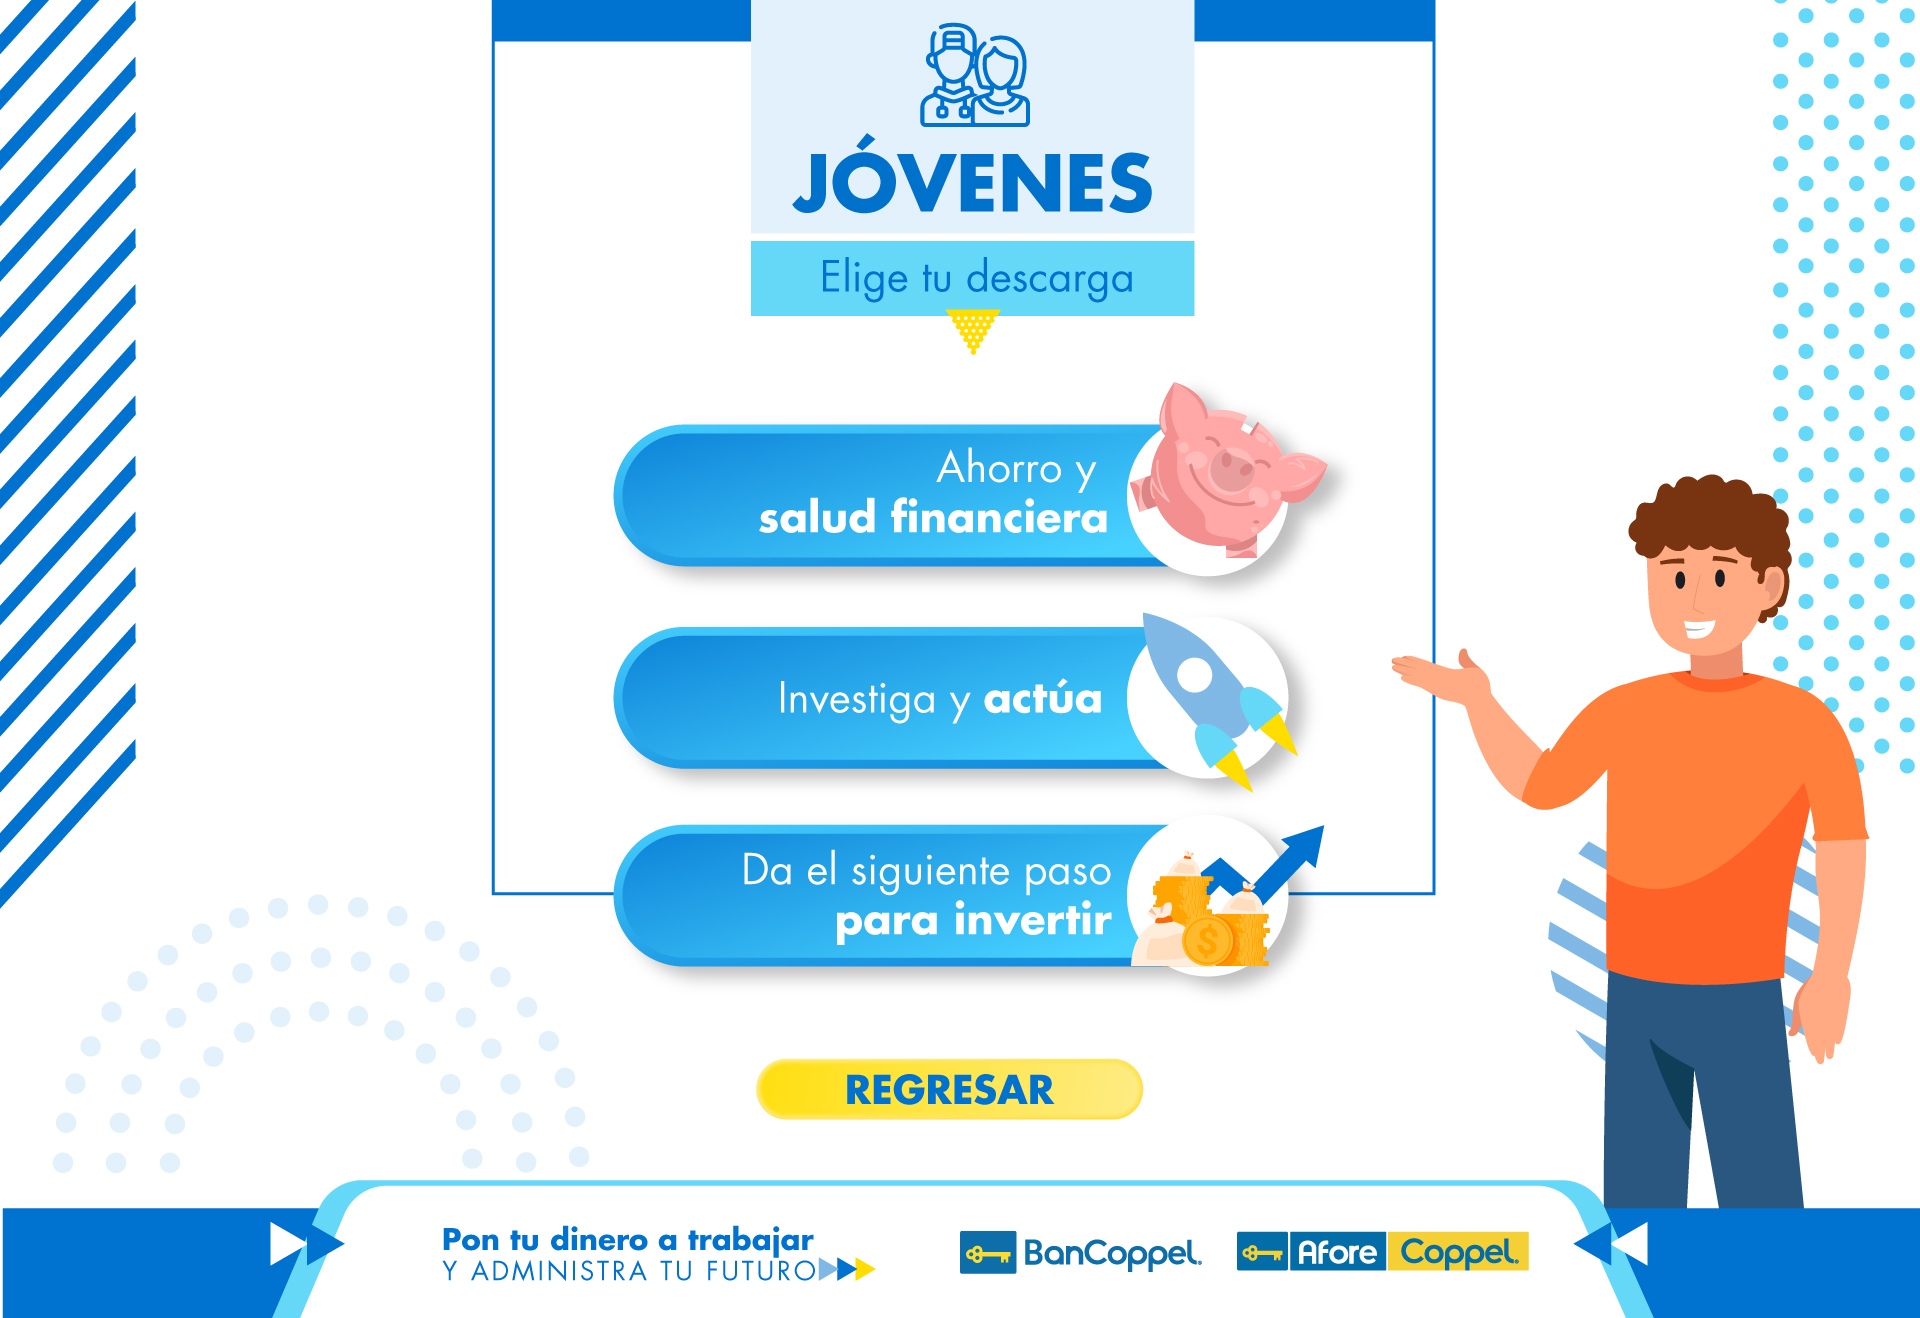 JÓVENES
Elige tu descarga
Ahorro y
salud financiera
Investiga y actúa
Da el siguiente paso
para invertir
$
REGRESAR
Pon tu dinero a trabajar
Y ADMINISTRA TU FUTURO
BanCoppel.
Afore Coppel.